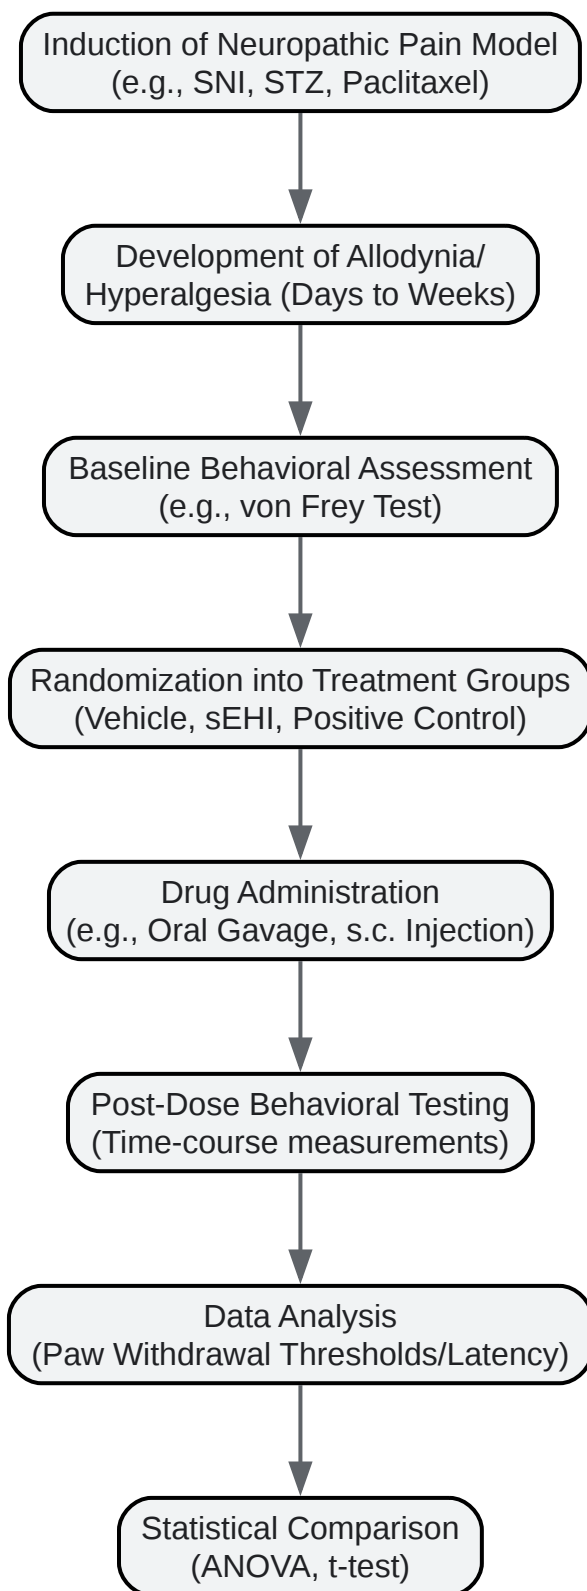 Induction of Neuropathic Pain Model
(e.g., SNI, STZ, Paclitaxel)
Development of Allodynia/
Hyperalgesia (Days to Weeks)
Baseline Behavioral Assessment
(e.g., von Frey Test)
Randomization into Treatment Groups
(Vehicle, sEHI, Positive Control)
Drug Administration
(e.g., Oral Gavage, s.c. Injection)
Post-Dose Behavioral Testing
(Time-course measurements)
Data Analysis
(Paw Withdrawal Thresholds/Latency)
Statistical Comparison
(ANOVA, t-test)